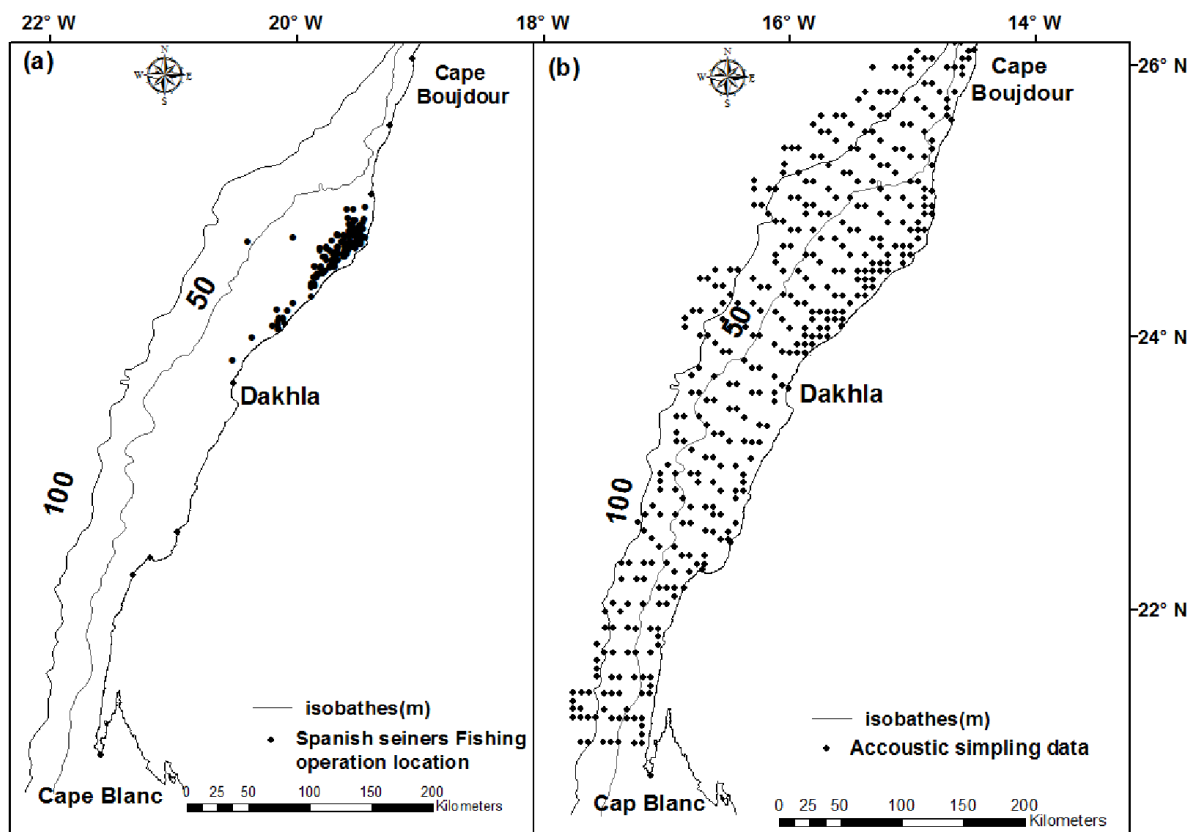 22° W
20° W
18° W
16° W
14° W
(a)
N
W
E
S
Cape
Boujdour
50
Dakhla
100
isobathes(m)
Spanish seiners Fishing
operation location
Cape Blanc
0 25 50 100 150 200
Kilometers
(b)
N
W
E
S
Cape
Boujdour
26° N
50
24° N
Dakhla
100
22° N
isobathes(m)
Accoustic simpling data
Cap Blanc
0 25 50 100 150 200
Kilometers